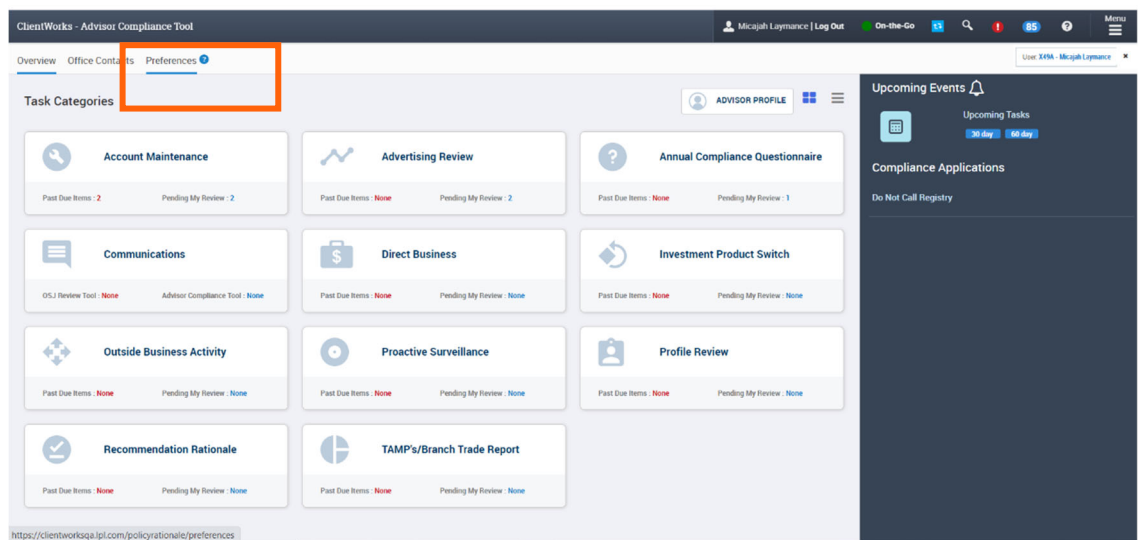 ClientWorks - Advisor Compliance Tool
Micajah Laymance | Log Out
On-the-Go
85
Menu
Overview Office Contacts Preferences
User: X49A - Micajah Laymance
Task Categories
ADVISOR PROFILE
Account Maintenance
Past Due Items : 2 Pending My Review : 2
Advertising Review
Past Due Items : None Pending My Review : 2
Annual Compliance Questionnaire
Past Due Items : None Pending My Review : 1
Communications
OSJ Review Tool : None Advisor Compliance Tool : None
Direct Business
Past Due Items : None Pending My Review : None
Investment Product Switch
Past Due Items : None Pending My Review : None
Outside Business Activity
Past Due Items : None Pending My Review : None
Proactive Surveillance
Past Due Items : None Pending My Review : None
Profile Review
Past Due Items : None Pending My Review : None
Recommendation Rationale
Past Due Items : None Pending My Review : None
TAMP's/Branch Trade Report
Past Due Items : None Pending My Review : None
Upcoming Events
Upcoming Tasks
30 day 60 day
Compliance Applications
Do Not Call Registry
https://clientworksqa.lpl.com/policyrationale/preferences